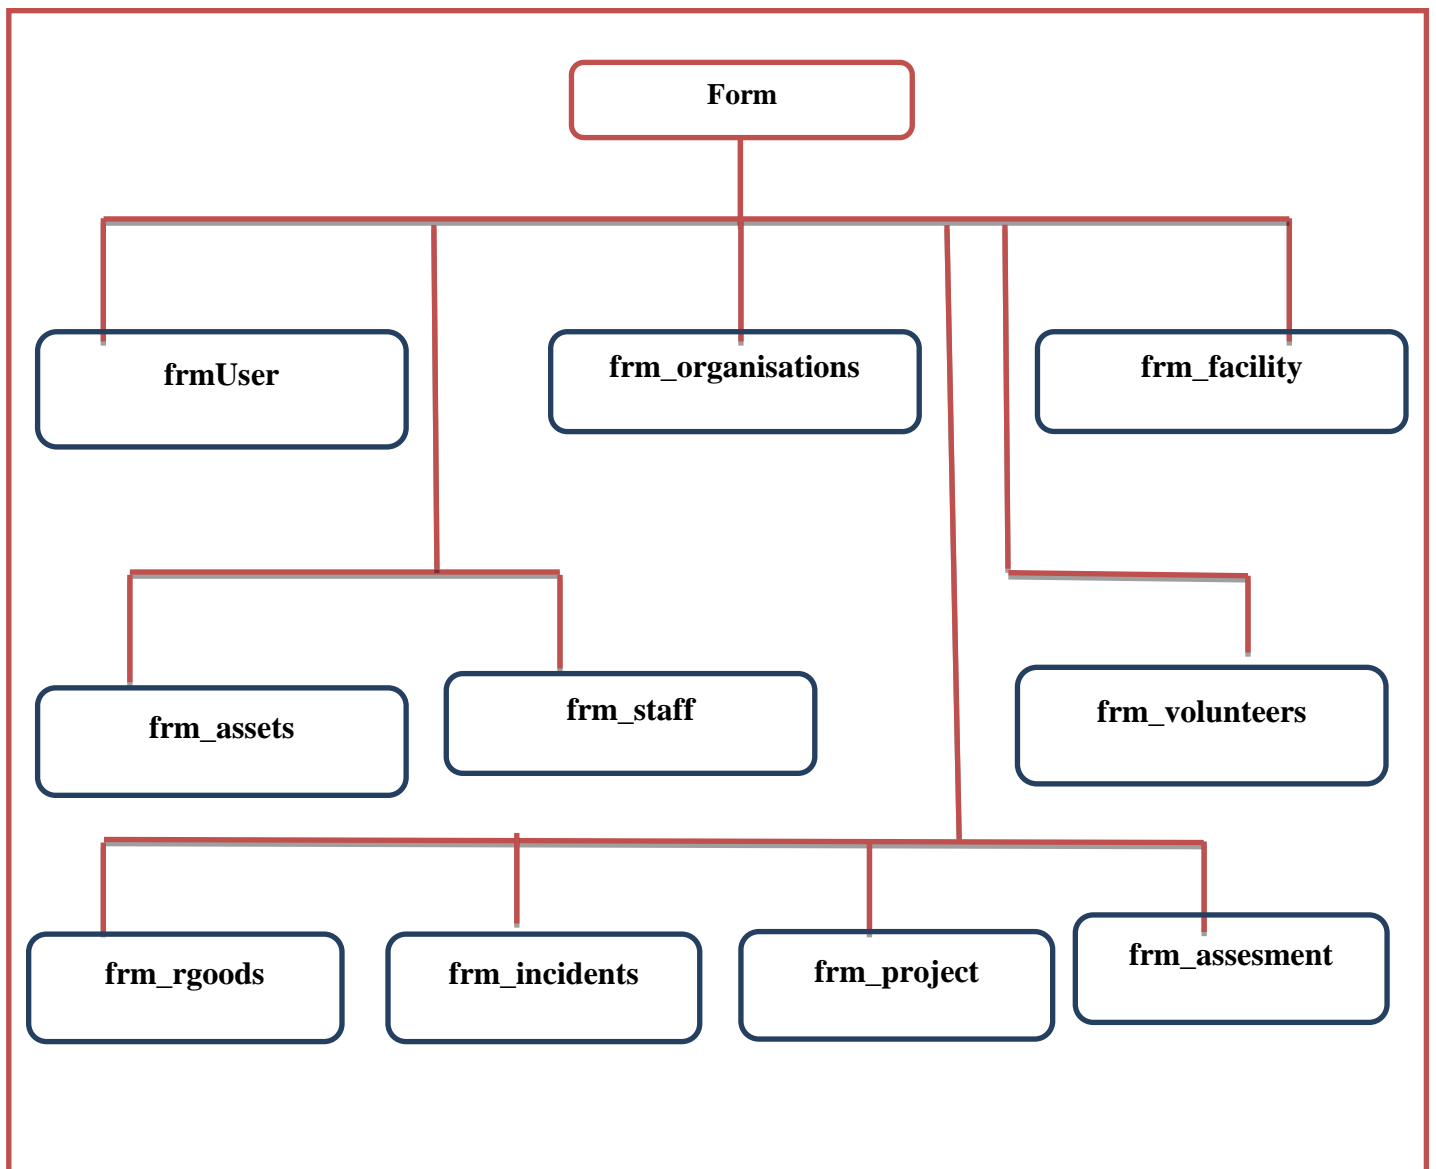 Form
frmUser
frm_organisations
frm_facility
frm_assets
frm_staff
frm_volunteers
frm_rgoods
frm_incidents
frm_project
frm_assesment